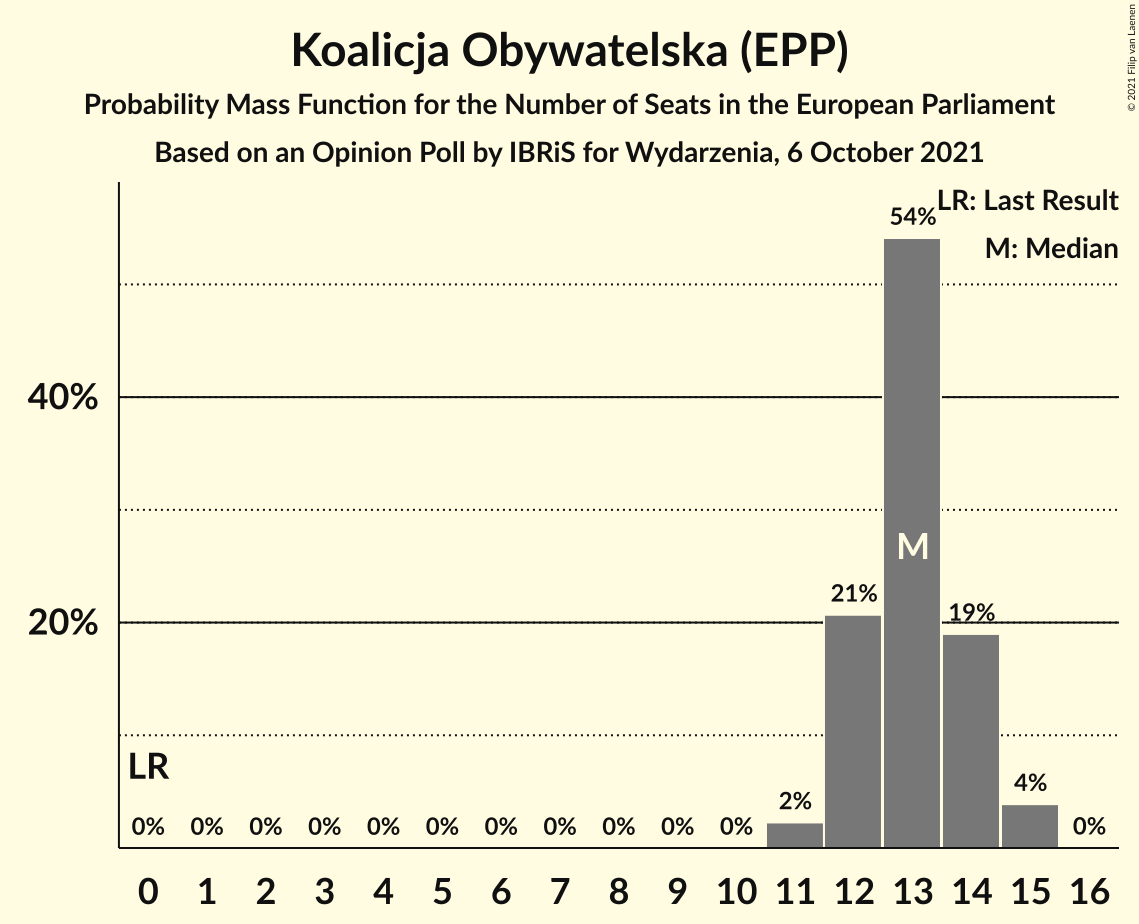 Koalicja Obywatelska (EPP)
Probability Mass Function for the Number of Seats in the European Parliament
Based on an Opinion Poll by IBRiS for Wydarzenia, 6 October 2021
© 2021 Filip van Laenen
LR: Last Result
M: Median
54%
40%
M
21%
19%
20%
LR
4%
2%
0% 0% 0% 0% 0% 0% 0% 0% 0% 0% 0% 0%
0 1 2 3 4 5 6 7 8 9 10 11 12 13 14 15 16